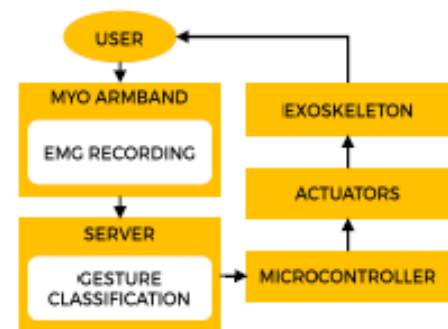 USER
MYO ARMBAND
EMG RECORDING
SERVER
GESTURE
CLASSIFICATION
MICROCONTROLLER
ACTUATORS
EXOSKELETON